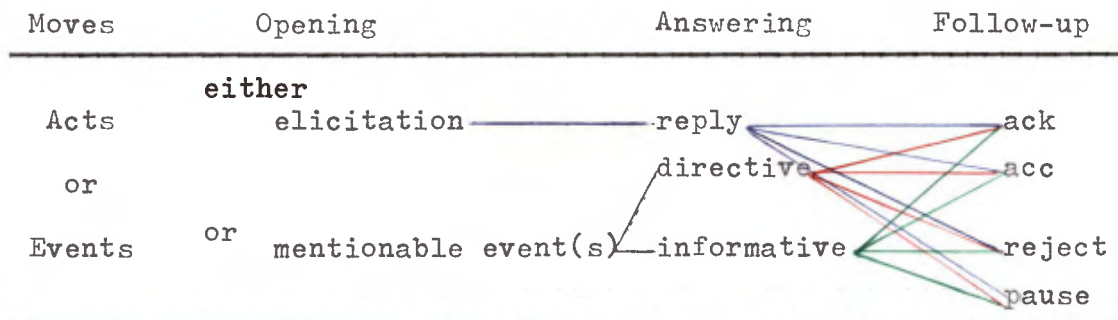 Moves Opening Answering Follow-up
either
Acts elicitation reply ack
directive acc
or
Events or mentionable event(s) informative reject
pause